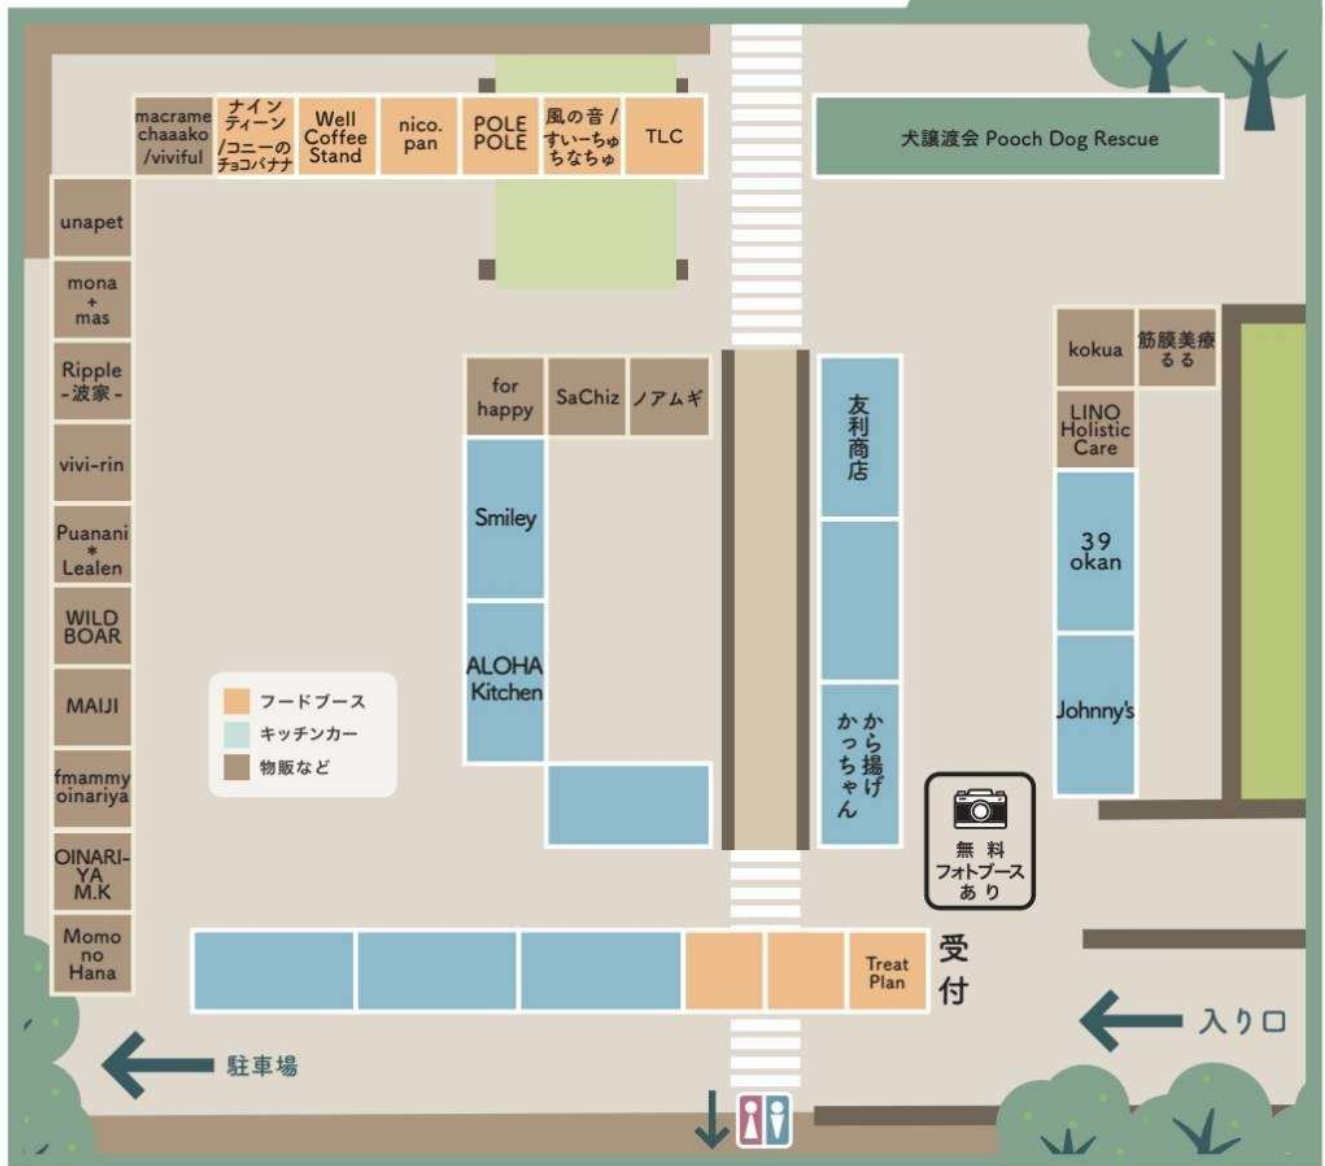 macrame
chaaako
/viviful
ナイン
ティーン
/コニーの
チョコバナナ
Well
Coffee
Stand
nico.
pan
POLE
POLE
風の音 /
すぃーちゅ
ちなちゅ
TLC
犬譲渡会 Pooch Dog Rescue
unapet
mona
+
mas
Ripple
-波家-
vivi-rin
Puanani
*
Lealen
WILD
BOAR
MAIJI
fmammy
oinariya
OINARI-
YA
M.K
Momo
no
Hana
for
happy
SaChiz
ノアムギ
Smiley
ALOHA
Kitchen
フードブース
キッチンカー
物販など
友利商店
から揚げ
かっちゃん
kokua
筋膜美療
るる
LINO
Holistic
Care
39
okan
Johnny's
無料
フォトブース
あり
Treat
Plan
受付
入り口
駐車場